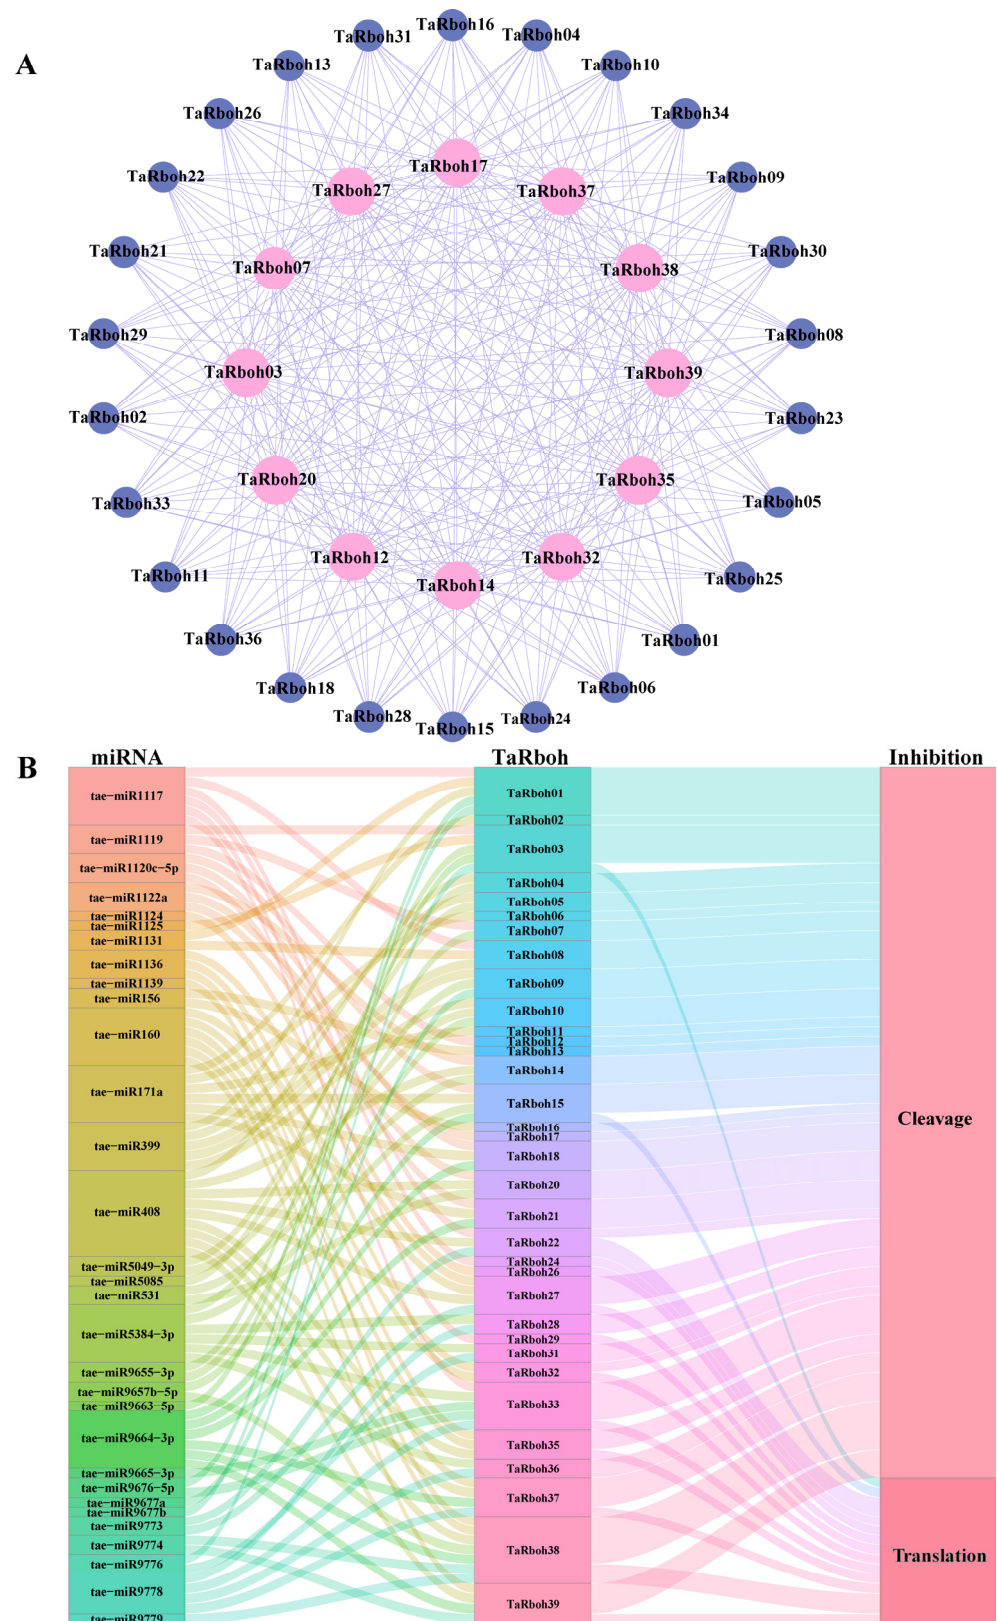 A
TaRboh31
TaRboh16
TaRboh04
TaRboh13
TaRboh10
TaRboh26
TaRboh34
TaRboh17
TaRboh22
TaRboh27
TaRboh37
TaRboh09
TaRboh21
TaRboh07
TaRboh38
TaRboh30
TaRboh29
TaRboh08
TaRboh03
TaRboh39
TaRboh02
TaRboh23
TaRboh20
TaRboh35
TaRboh33
TaRboh05
TaRboh12
TaRboh32
TaRboh11
TaRboh14
TaRboh25
TaRboh36
TaRboh01
TaRboh18
TaRboh06
TaRboh28
TaRboh15
TaRboh24
B
miRNA
TaRboh
Inhibition
tae-miR1117
tae-miR1119
tae-miR1120c-5p
tae-miR1122a
tae-miR1124
tae-miR1125
tae-miR1131
tae-miR1136
tae-miR1139
tae-miR156
tae-miR160
tae-miR171a
tae-miR399
tae-miR408
tae-miR5049-3p
tae-miR5085
tae-miR531
tae-miR5384-3p
tae-miR9655-3p
tae-miR9657b-5p
tae-miR9663-5p
tae-miR9664-3p
tae-miR9665-3p
tae-miR9676-5p
tae-miR9677a
tae-miR9677b
tae-miR9773
tae-miR9774
tae-miR9776
tae-miR9778
tae-miR9779
TaRboh01
TaRboh02
TaRboh03
TaRboh04
TaRboh05
TaRboh06
TaRboh07
TaRboh08
TaRboh09
TaRboh10
TaRboh11
TaRboh12
TaRboh13
TaRboh14
TaRboh15
TaRboh16
TaRboh17
TaRboh18
TaRboh20
TaRboh21
TaRboh22
TaRboh24
TaRboh26
TaRboh27
TaRboh28
TaRboh29
TaRboh31
TaRboh32
TaRboh33
TaRboh35
TaRboh36
TaRboh37
TaRboh38
TaRboh39
Cleavage
Translation